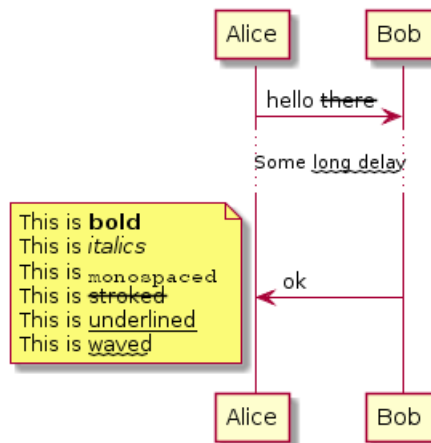 Alice Bob
hello there
Some long delay
This is bold
This is italics
This is monospaced
This is stroked
This is underlined
This is waved
ok
Alice Bob